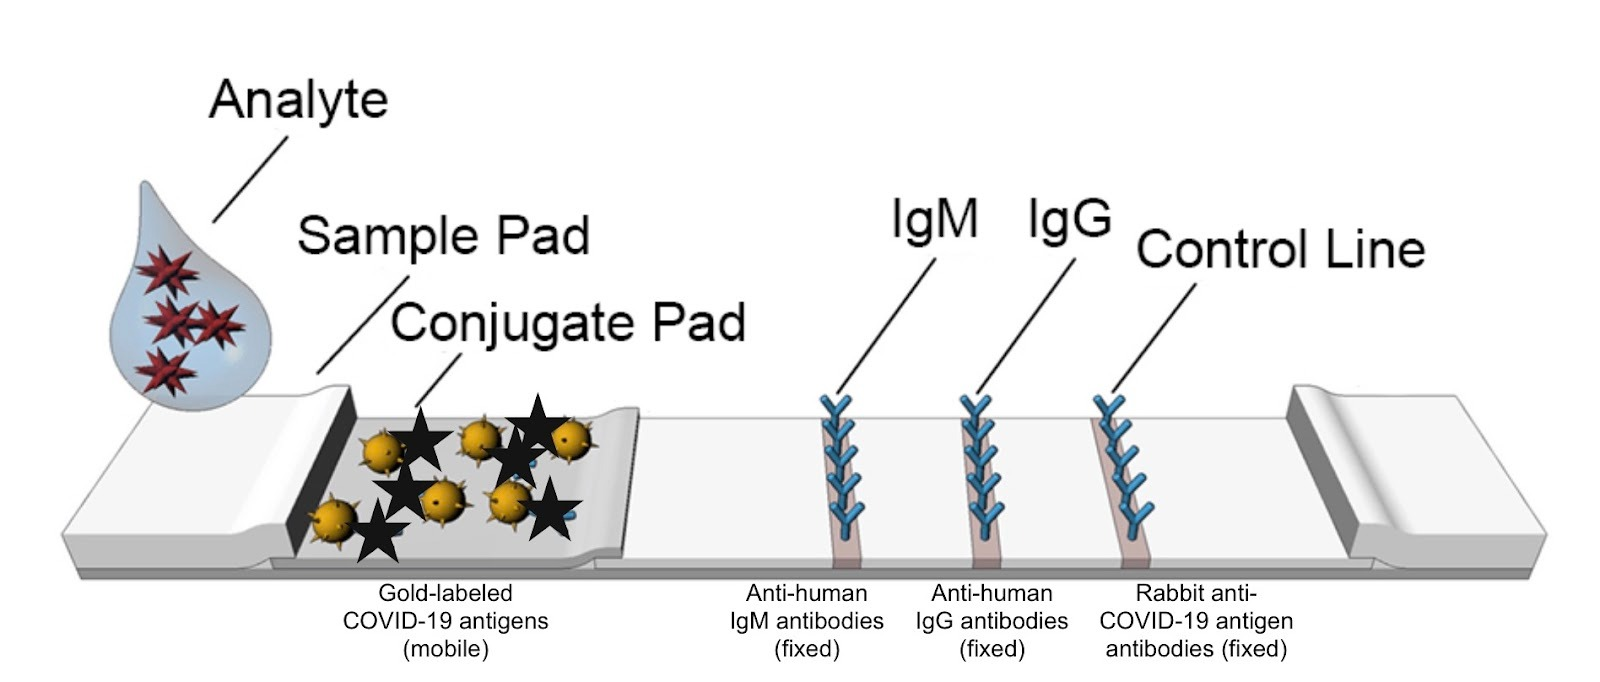 Analyte
Sample Pad
Conjugate Pad
IgM
IgG
Control Line
Gold-labeled
COVID-19 antigens
(mobile)
Anti-human
IgM antibodies
(fixed)
Anti-human
IgG antibodies
(fixed)
Rabbit anti-
COVID-19 antigen
antibodies (fixed)